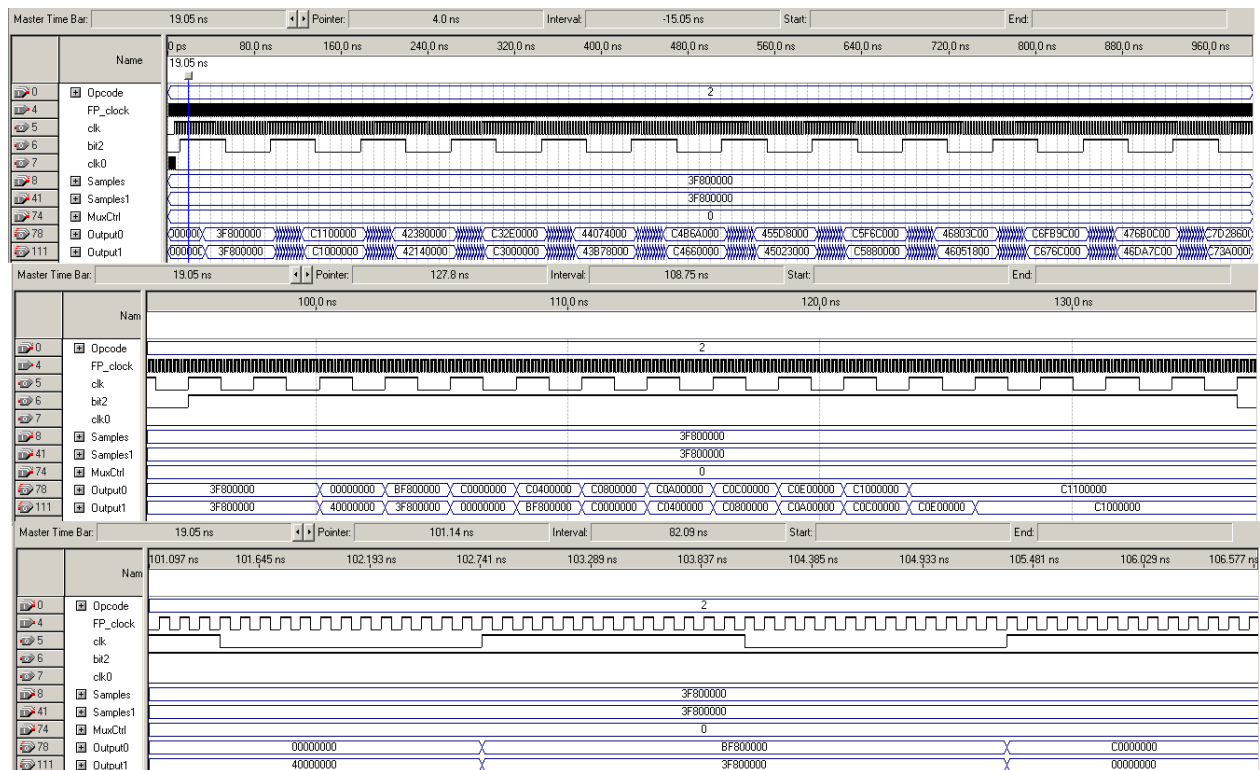 Master Time Bar: 19.05 ns Pointer: 4.0 ns Interval: -15.05 ns Start: End:
Name 0 ps 80.0 ns 160.0 ns 240.0 ns 320.0 ns 400.0 ns 480.0 ns 560.0 ns 640.0 ns 720.0 ns 800.0 ns 880.0 ns 960.0 ns
19.05 ns
0 Opcode 2
4 FP_clock
5 clk
6 bit2
7 clk0
8 Samples 3F800000
41 Samples1 3F800000
74 MuxCtrl 0
78 Output0 3F800000 C1100000 42380000 C32E0000 44074000 C4B6A000 455D8000 C5F6C000 46803C00 C6FB9C00 476B0C00
111 Output1 3F800000 C1000000 42140000 C3000000 43B78000 C4660000 45023000 C5880000 46051800 C676C000 46DA7C00
Master Time Bar: 19.05 ns Pointer: 127.8 ns Interval: 108.75 ns Start: End:
Nam 100.0 ns 110.0 ns 120.0 ns 130.0 ns
0 Opcode 2
4 FP_clock
5 clk
6 bit2
7 clk0
8 Samples 3F800000
41 Samples1 3F800000
74 MuxCtrl 0
78 Output0 3F800000 00000000 BF800000 C0000000 C0400000 C0800000 C0A00000 C0C00000 C0E00000 C1000000 C1100000
111 Output1 3F800000 40000000 3F800000 00000000 BF800000 C0000000 C0400000 C0800000 C0A00000 C0C00000 C0E00000 C1000000
Master Time Bar: 19.05 ns Pointer: 101.14 ns Interval: 82.09 ns Start: End:
Nam 101.097 ns 101.645 ns 102.193 ns 102.741 ns 103.289 ns 103.837 ns 104.385 ns 104.933 ns 105.481 ns 106.029 ns 106.577 ns
0 Opcode 2
4 FP_clock
5 clk
6 bit2
7 clk0
8 Samples 3F800000
41 Samples1 3F800000
74 MuxCtrl 0
78 Output0 00000000 BF800000 C0000000
111 Output1 40000000 3F800000 00000000